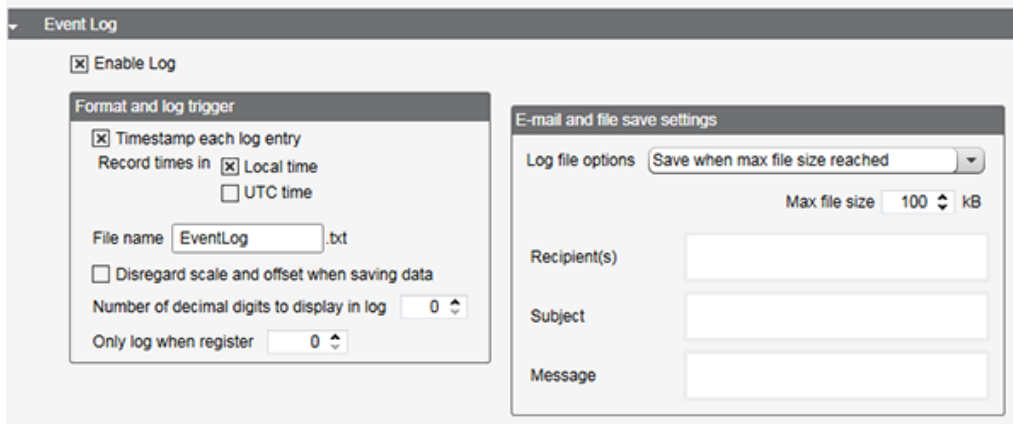 Event Log
Enable Log
Format and log trigger
Timestamp each log entry
Record times in Local time
UTC time
File name EventLog .txt
Disregard scale and offset when saving data
Number of decimal digits to display in log 0
Only log when register 0
E-mail and file save settings
Log file options Save when max file size reached
Max file size 100 kB
Recipient(s)
Subject
Message